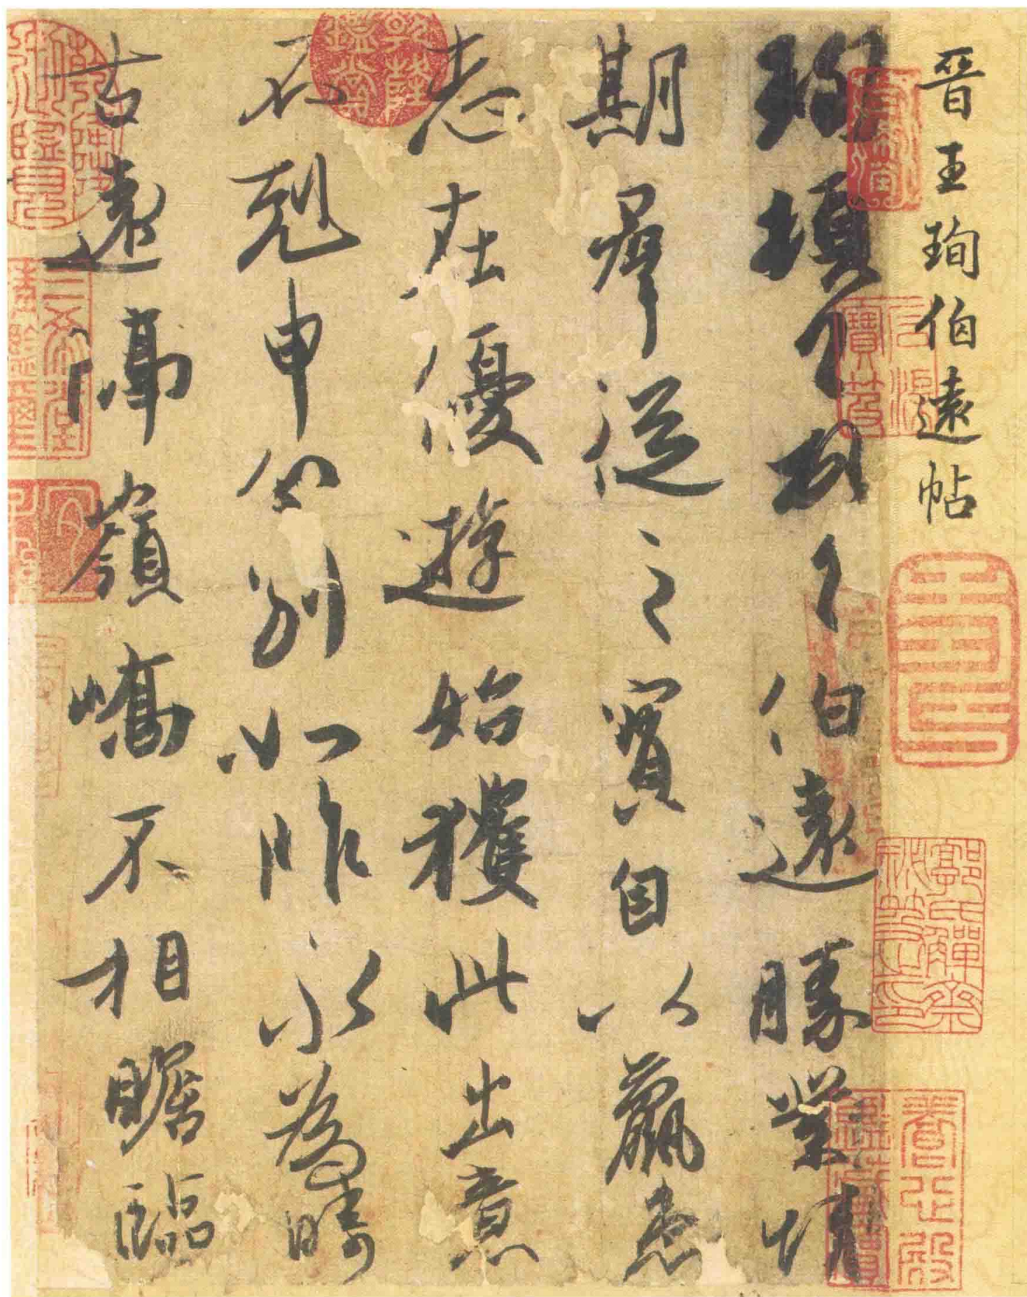 晉王珣伯遠帖
珣頓首頓首伯遠勝業情
期羣從之寶自以羸患
志在優遊始獲此出意
不剋申分別如昨永為疇
古遠隔嶺嶠不相瞻臨